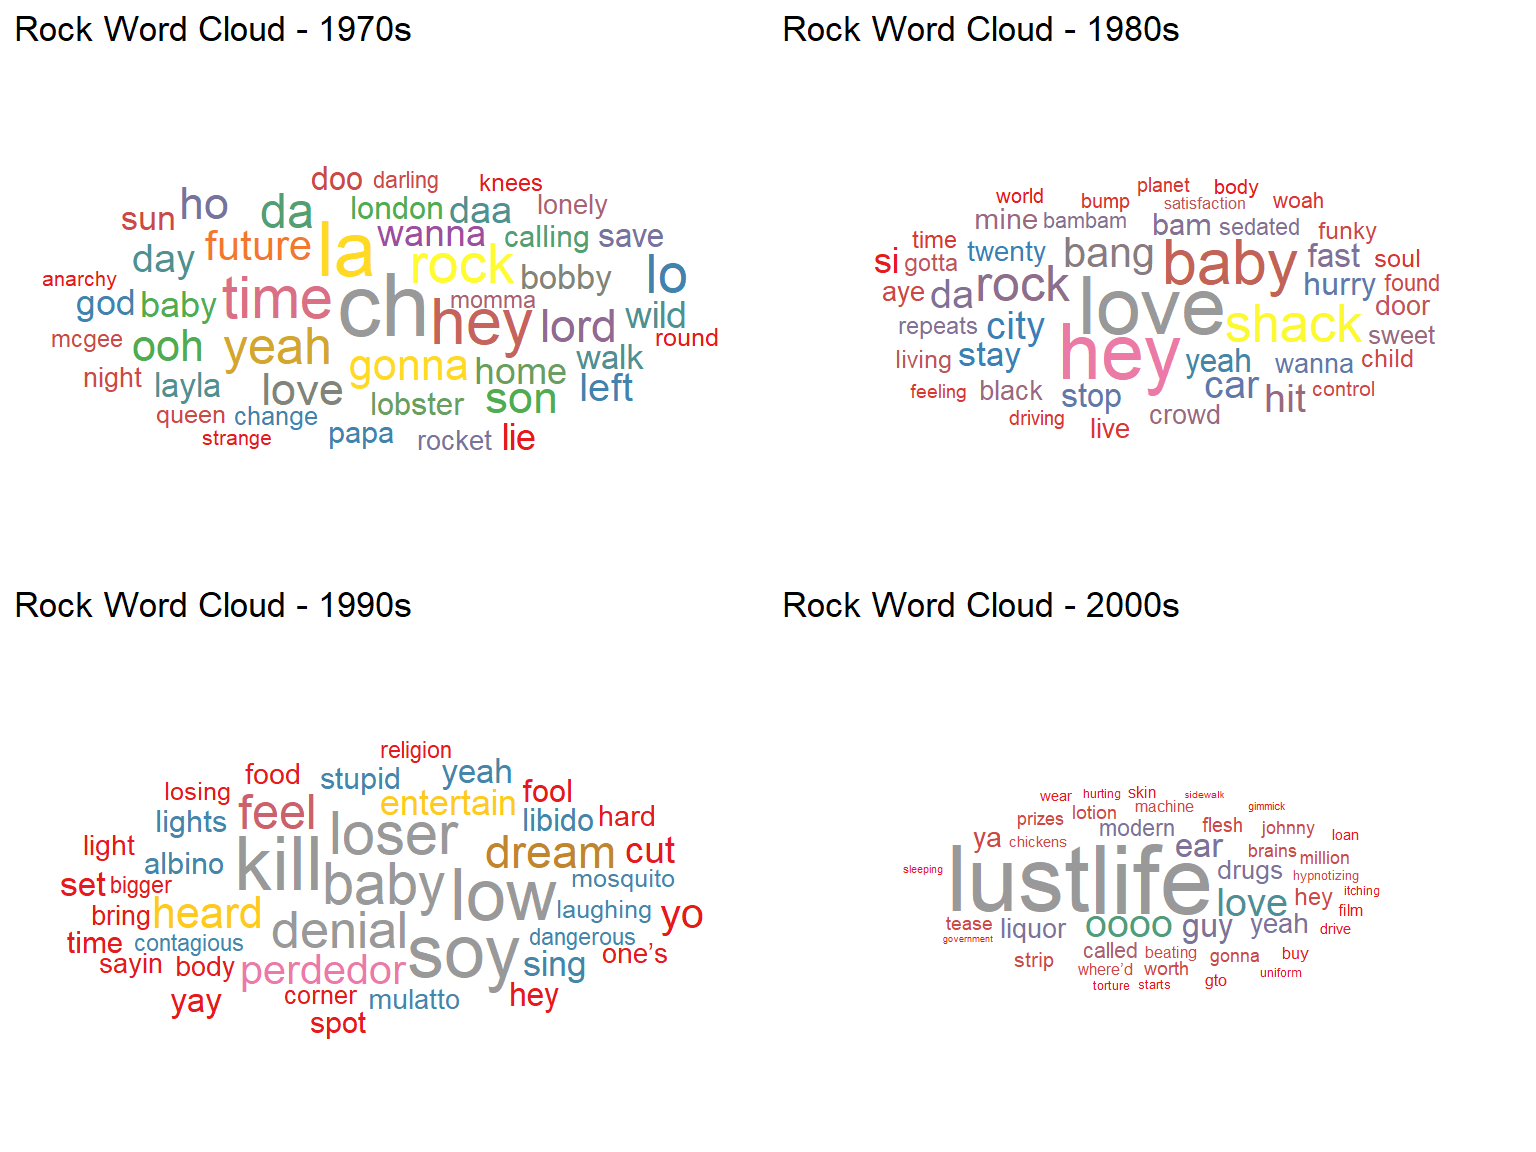 Rock Word Cloud - 1970s
doo darling knees
sun ho da london daa lonely
day future la wanna calling save
anarchy rock bobby lo
god baby time ch momma hey lord wild
mcgee ooh yeah round
night layla love gonna home walk left
queen change lobster son
strange papa rocket lie
Rock Word Cloud - 1980s
world bump planet body
satisfaction woah
mine bambam bam sedated funky
time twenty bang baby fast soul
si gotta
aye da rock love hurry found
repeats city shack door
living stay hey yeah wanna sweet child
feeling black stop car hit control
driving live crowd
Rock Word Cloud - 1990s
religion
food stupid yeah
losing feel entertain fool
lights loser libido hard
light albino kill dream cut
set bigger baby low mosquito
bring heard denial laughing yo
time contagious soy dangerous
sayin body perdedor sing one’s
yay corner mulatto hey
spot
Rock Word Cloud - 2000s
wear hurting skin sidewalk
prizes lotion machine gimmick
ya chickens modern flesh johnny loan
ear brains million
sleeping lustlife drugs hypnotizing
love hey itching
tease liquor oooo guy yeah film
government drive
strip called beating gonna buy
where’d worth gto uniform
torture starts